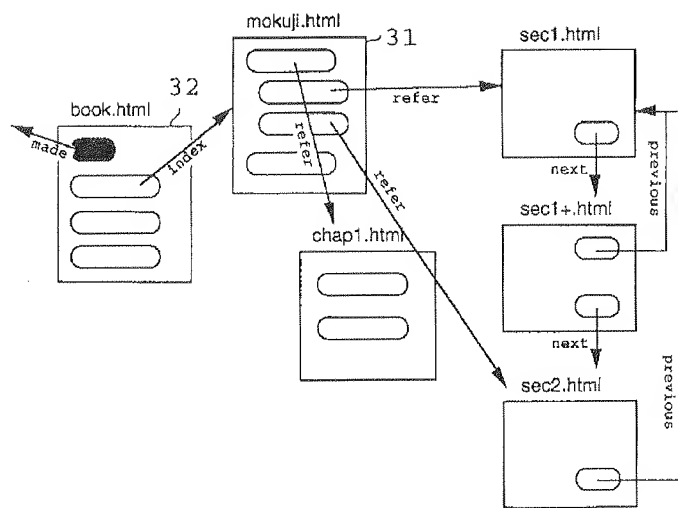 mokuji.html
31
sec1.html
32
book.html
refer
made
index
refer
next
previous
sec1+.html
refer
chap1.html
next
sec2.html
previous